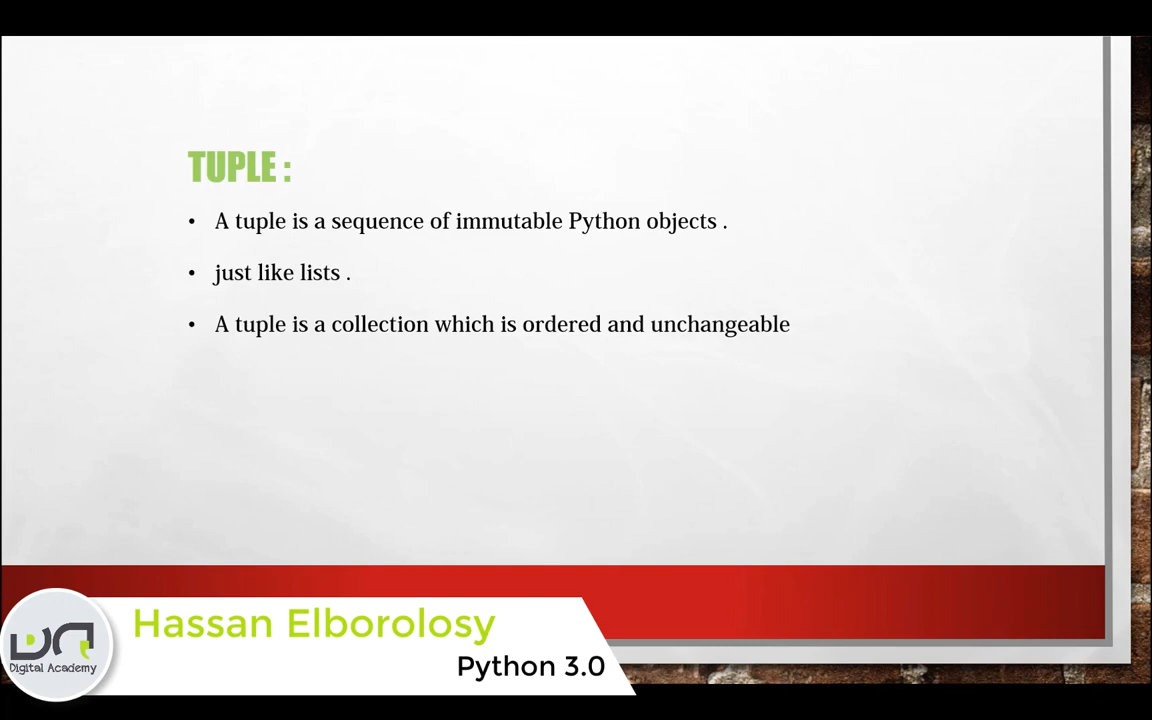 TUPLE :
• A tuple is a sequence of immutable Python objects .
• just like lists .
• A tuple is a collection which is ordered and unchangeable
Hassan Elborolosy
Python 3.0
Digital Academy